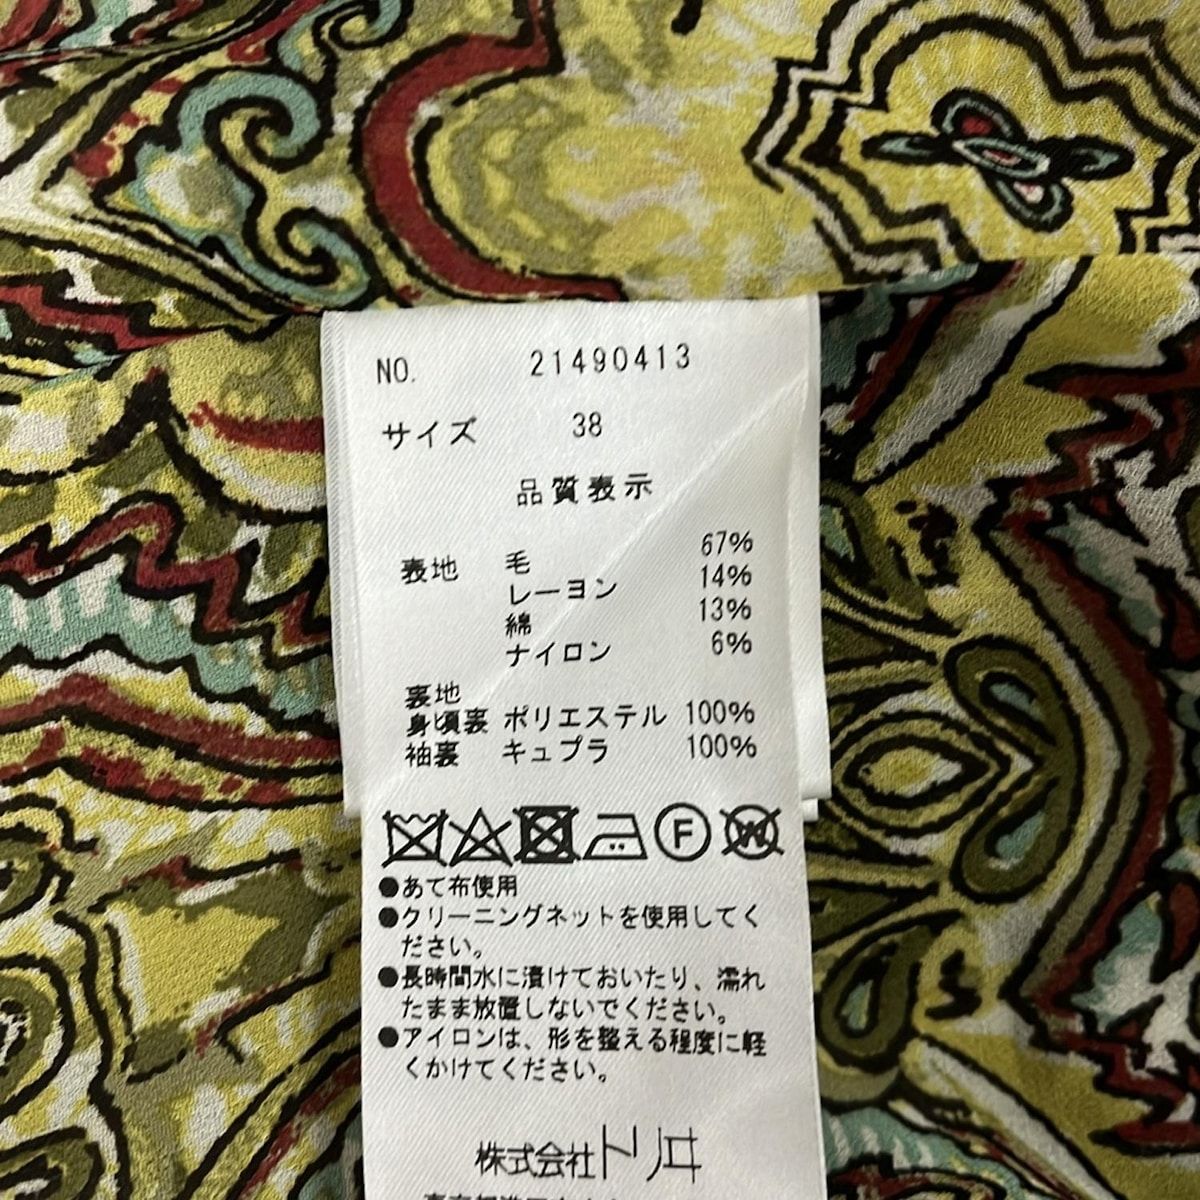 NO. 21490413
サイズ 38
品質表示
表地 毛 67%
レーヨン 14%
綿 13%
ナイロン 6%
裏地
身頃裏 ポリエステル 100%
袖裏 キュプラ 100%
F W
●あて布使用
●クリーニングネットを使用してく
ださい。
●長時間水に漬けておいたり、濡れ
たまま放置しないでください。
●アイロンは、形を整える程度に軽
くかけてください。
株式会社